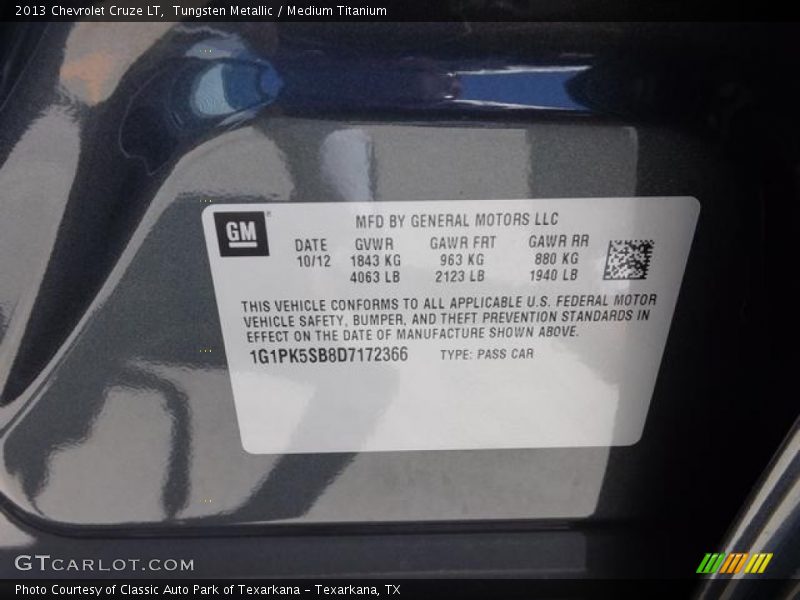 2013 Chevrolet Cruze LT, Tungsten Metallic / Medium Titanium
GM
MFD BY GENERAL MOTORS LLC
DATE GVWR GAWR FRT GAWR RR
10/12 1843 KG 963 KG 880 KG
4063 LB 2123 LB 1940 LB
THIS VEHICLE CONFORMS TO ALL APPLICABLE U.S. FEDERAL MOTOR
VEHICLE SAFETY, BUMPER, AND THEFT PREVENTION STANDARDS IN
EFFECT ON THE DATE OF MANUFACTURE SHOWN ABOVE.
1G1PK5SB8D7172366 TYPE: PASS CAR
GTCARLOT.COM
Photo Courtesy of Classic Auto Park of Texarkana - Texarkana, TX